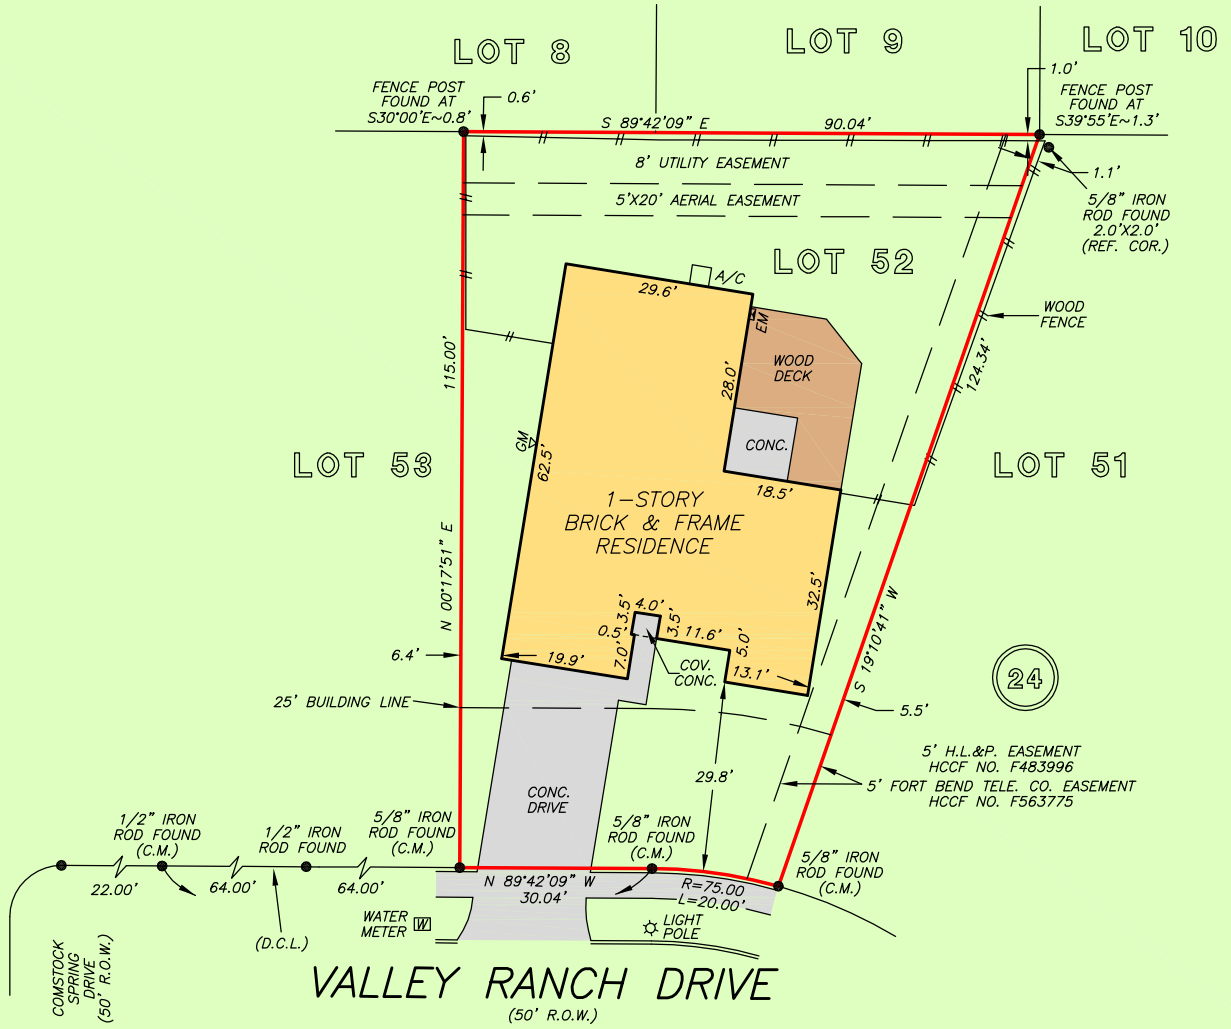 LOT 8
LOT 9
LOT 10
FENCE POST
FOUND AT
S30°00'E~0.8'
0.6'
1.0'
FENCE POST
FOUND AT
S39°55'E~1.3'
S 89°42'09" E
90.04'
8' UTILITY EASEMENT
5'X20' AERIAL EASEMENT
1.1'
5/8" IRON
ROD FOUND
2.0'X2.0'
(REF. COR.)
LOT 52
A/C
29.6'
EM
WOOD
DECK
WOOD
FENCE
115.00'
28.0'
124.34'
GM
62.5'
CONC.
18.5'
LOT 53
LOT 51
1-STORY
BRICK & FRAME
RESIDENCE
N 00°17'51" E
32.5'
S 19°10'41" W
3.5'
4.0'
3.5'
0.5'
11.6'
5.0'
7.0'
19.9'
13.1'
COV.
CONC.
6.4'
25' BUILDING LINE
24
5.5'
29.8'
5' H.L.&P. EASEMENT
HCCF NO. F483996
5' FORT BEND TELE. CO. EASEMENT
HCCF NO. F563775
CONC.
DRIVE
1/2" IRON
ROD FOUND
(C.M.)
1/2" IRON
ROD FOUND
5/8" IRON
ROD FOUND
(C.M.)
5/8" IRON
ROD FOUND
(C.M.)
5/8" IRON
ROD FOUND
(C.M.)
22.00'
64.00'
64.00'
N 89°42'09" W
30.04'
R=75.00
L=20.00'
(D.C.L.)
WATER
METER
W
LIGHT
POLE
COMSTOCK
SPRING
DRIVE
(50' R.O.W.)
VALLEY RANCH DRIVE
(50' R.O.W.)